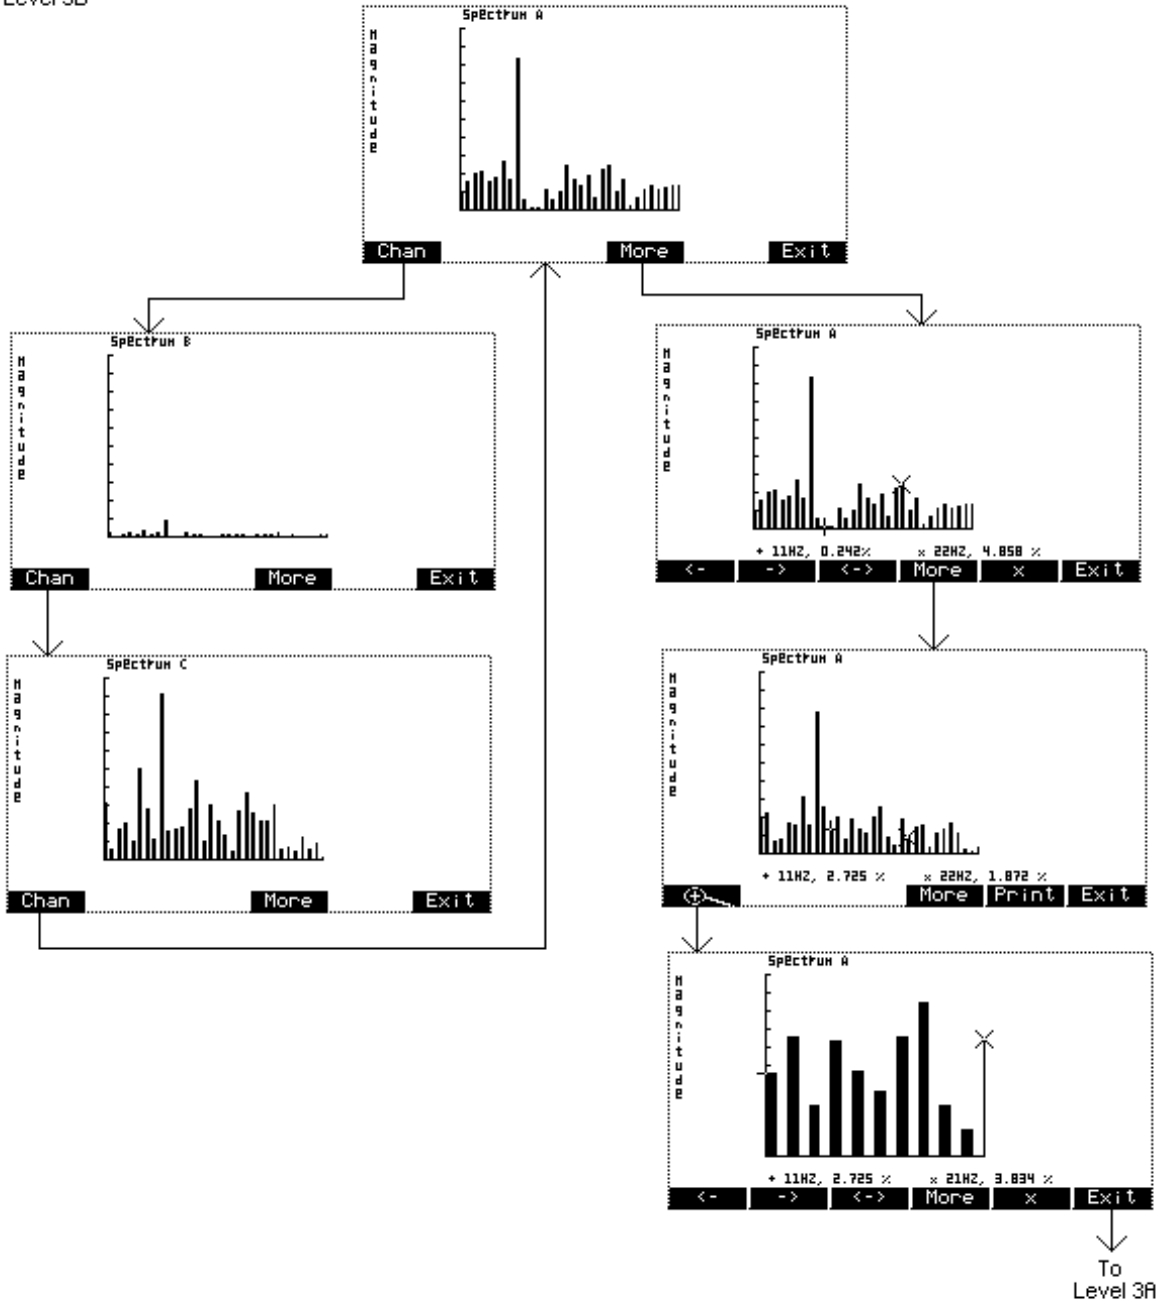 Level 3B
Spectrum A
Magnitude
Chan More Exit
Spectrum B
Magnitude
Chan More Exit
Spectrum A
Magnitude
+ 11HZ, 0.242% x 22HZ, 4.858 %
<- -> <-> More x Exit
Spectrum C
Magnitude
Chan More Exit
Spectrum A
Magnitude
+ 11HZ, 2.725 % x 22HZ, 1.872 %
More Print Exit
Spectrum A
Magnitude
+ 11HZ, 2.725 % x 21HZ, 3.834 %
<- -> <-> More x Exit
To
Level 3A